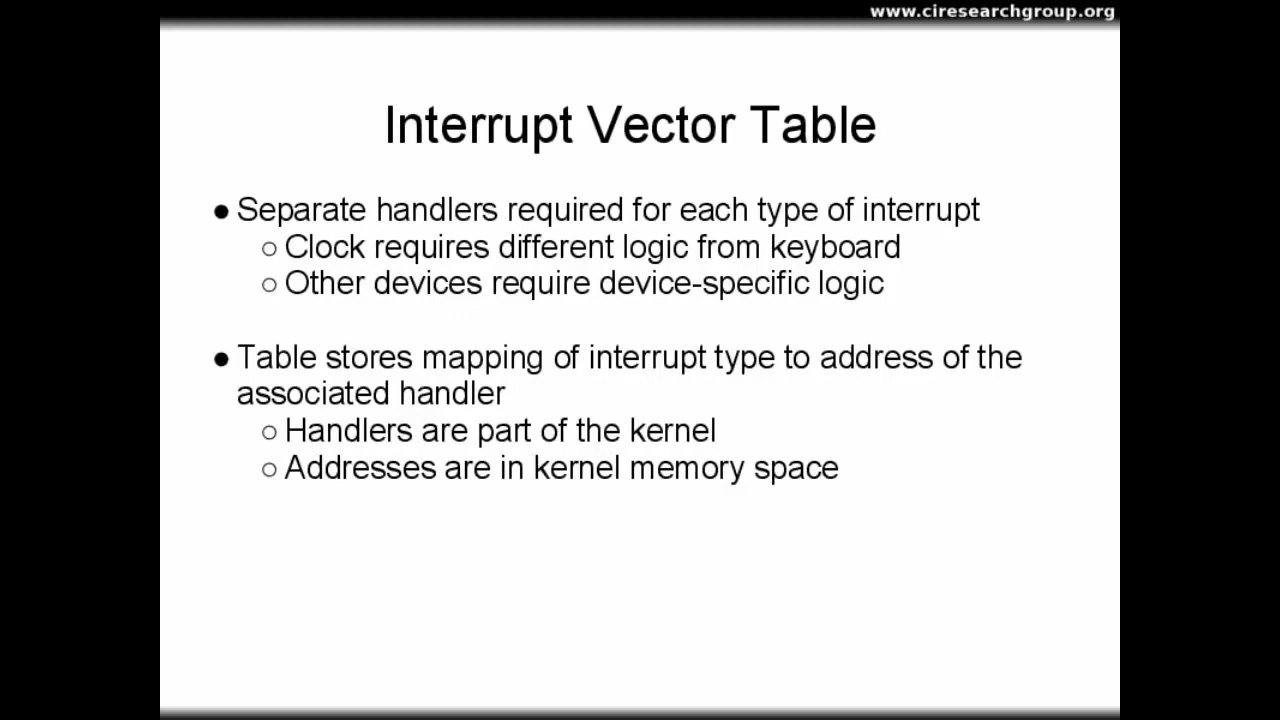 www.ciresearchgroup.org
Interrupt Vector Table
● Separate handlers required for each type of interrupt
○ Clock requires different logic from keyboard
○ Other devices require device-specific logic
● Table stores mapping of interrupt type to address of the
associated handler
○ Handlers are part of the kernel
○ Addresses are in kernel memory space